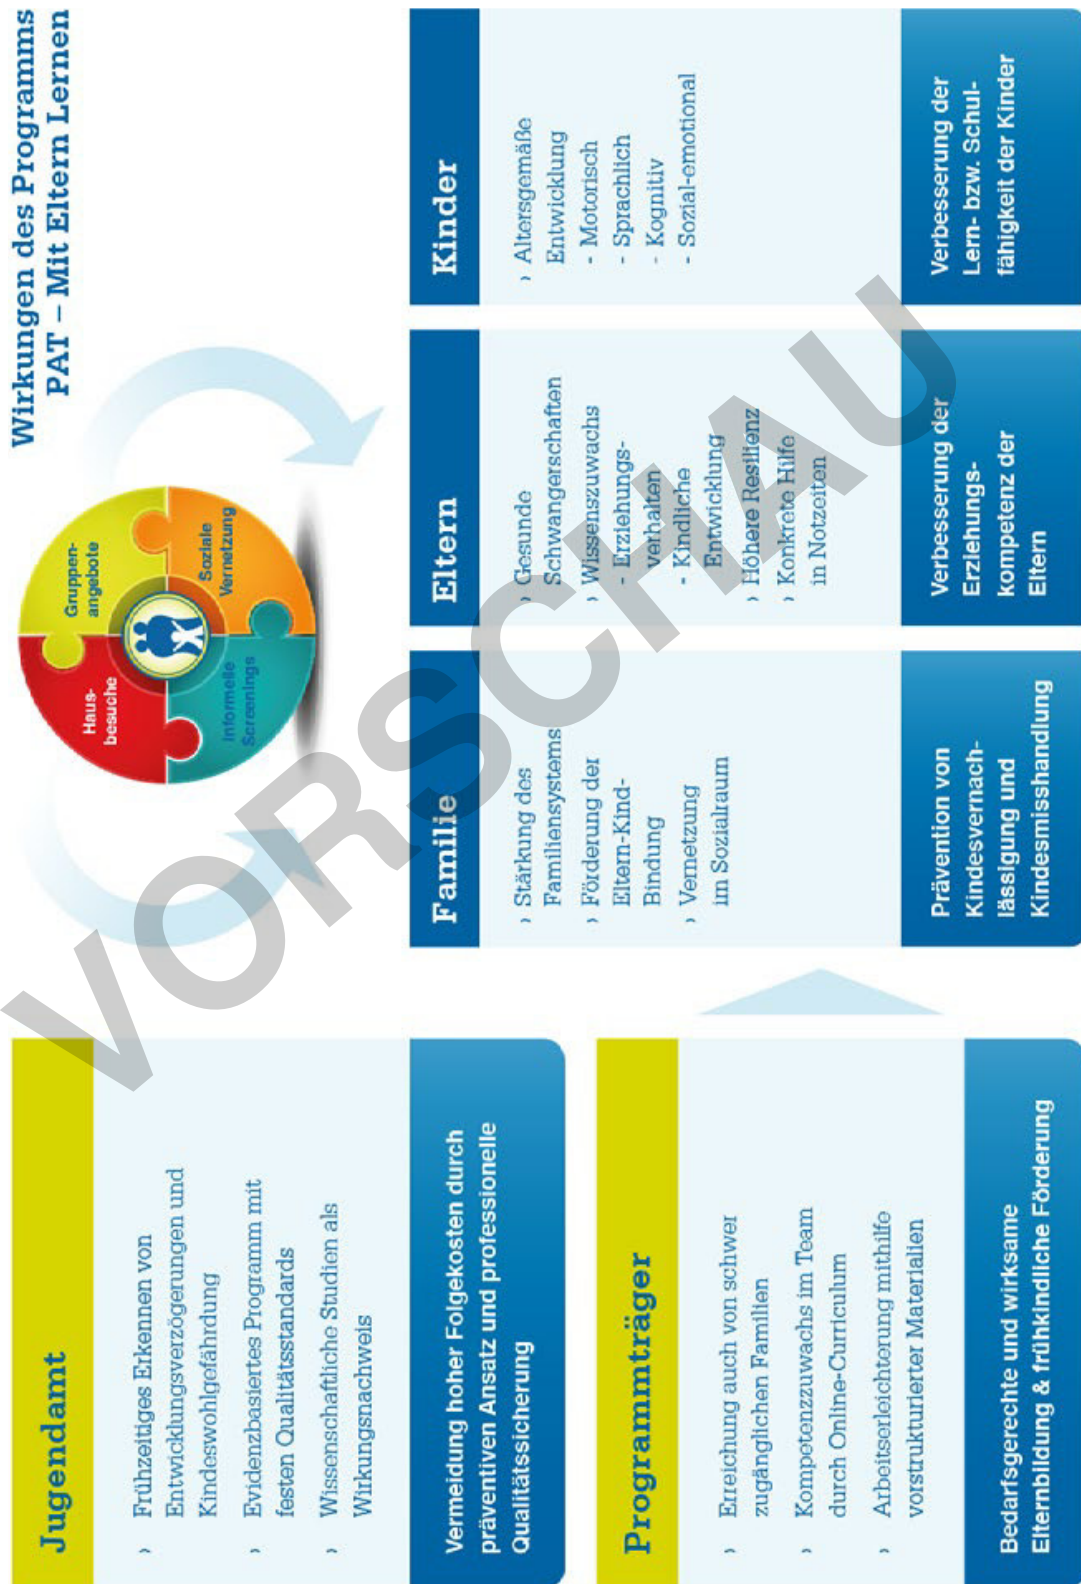 Wirkungen des Programms
PAT – Mit Eltern Lernen
Haus-
besuche
Gruppen-
angebote
Informelle
Screenings
Soziale
Vernetzung
Jugendamt
› Frühzeitiges Erkennen von
Entwicklungsverzögerungen und
Kindeswohlgefährdung
› Evidenzbasiertes Programm mit
festen Qualitätsstandards
› Wissenschaftliche Studien als
Wirkungsnachweis
Vermeidung hoher Folgekosten durch
präventiven Ansatz und professionelle
Qualitätssicherung
Programmträger
› Erreichung auch von schwer
zugänglichen Familien
› Kompetenzzuwachs im Team
durch Online-Curriculum
› Arbeitserleichterung mithilfe
vorstrukturierter Materialien
Bedarfsgerechte und wirksame
Elternbildung & frühkindliche Förderung
Familie
› Stärkung des
Familiensystems
› Förderung der
Eltern-Kind-
Bindung
› Vernetzung
im Sozialraum
Prävention von
Kindesvernach-
lässigung und
Kindesmisshandlung
Eltern
› Gesunde
Schwangerschaften
› Wissenszuwachs
- Erziehungs-
verhalten
- Kindliche
Entwicklung
› Höhere Resilienz
› Konkrete Hilfe
in Notzeiten
Verbesserung der
Erziehungs-
kompetenz der
Eltern
Kinder
› Altersgemäße
Entwicklung
- Motorisch
- Sprachlich
- Kognitiv
- Sozial-emotional
Verbesserung der
Lern- bzw. Schul-
fähigkeit der Kinder
VORSCHAU